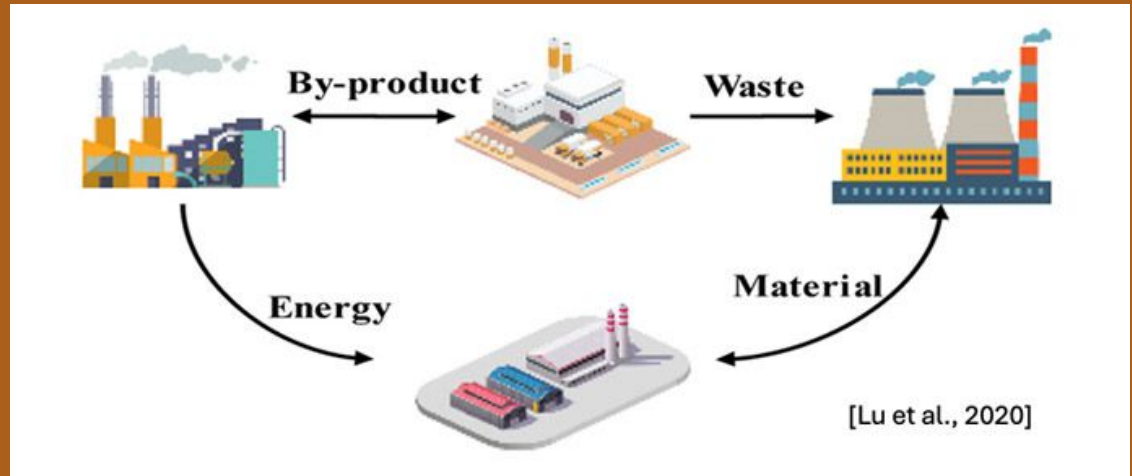 By-product
Waste
Energy
Material
[Lu et al., 2020]